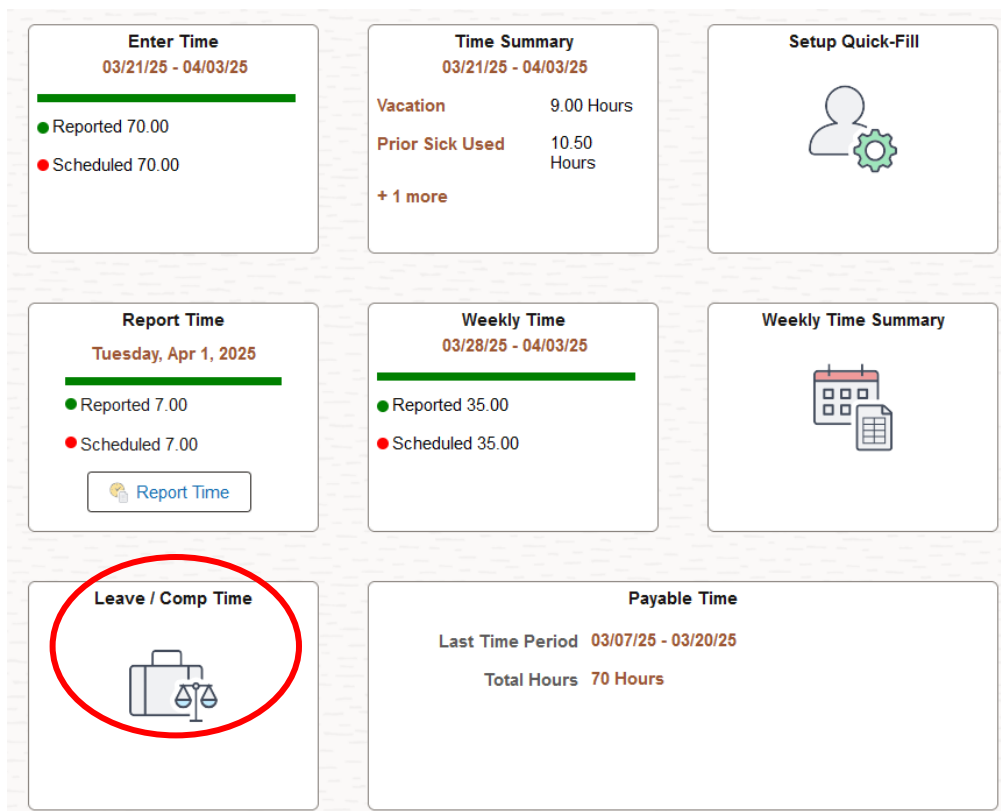 Enter Time
03/21/25 - 04/03/25
Reported 70.00
Scheduled 70.00
Time Summary
03/21/25 - 04/03/25
Vacation 9.00 Hours
Prior Sick Used 10.50
Hours
+ 1 more
Setup Quick-Fill
Report Time
Tuesday, Apr 1, 2025
Reported 7.00
Scheduled 7.00
Report Time
Weekly Time
03/28/25 - 04/03/25
Reported 35.00
Scheduled 35.00
Weekly Time Summary
Leave / Comp Time
Payable Time
Last Time Period 03/07/25 - 03/20/25
Total Hours 70 Hours